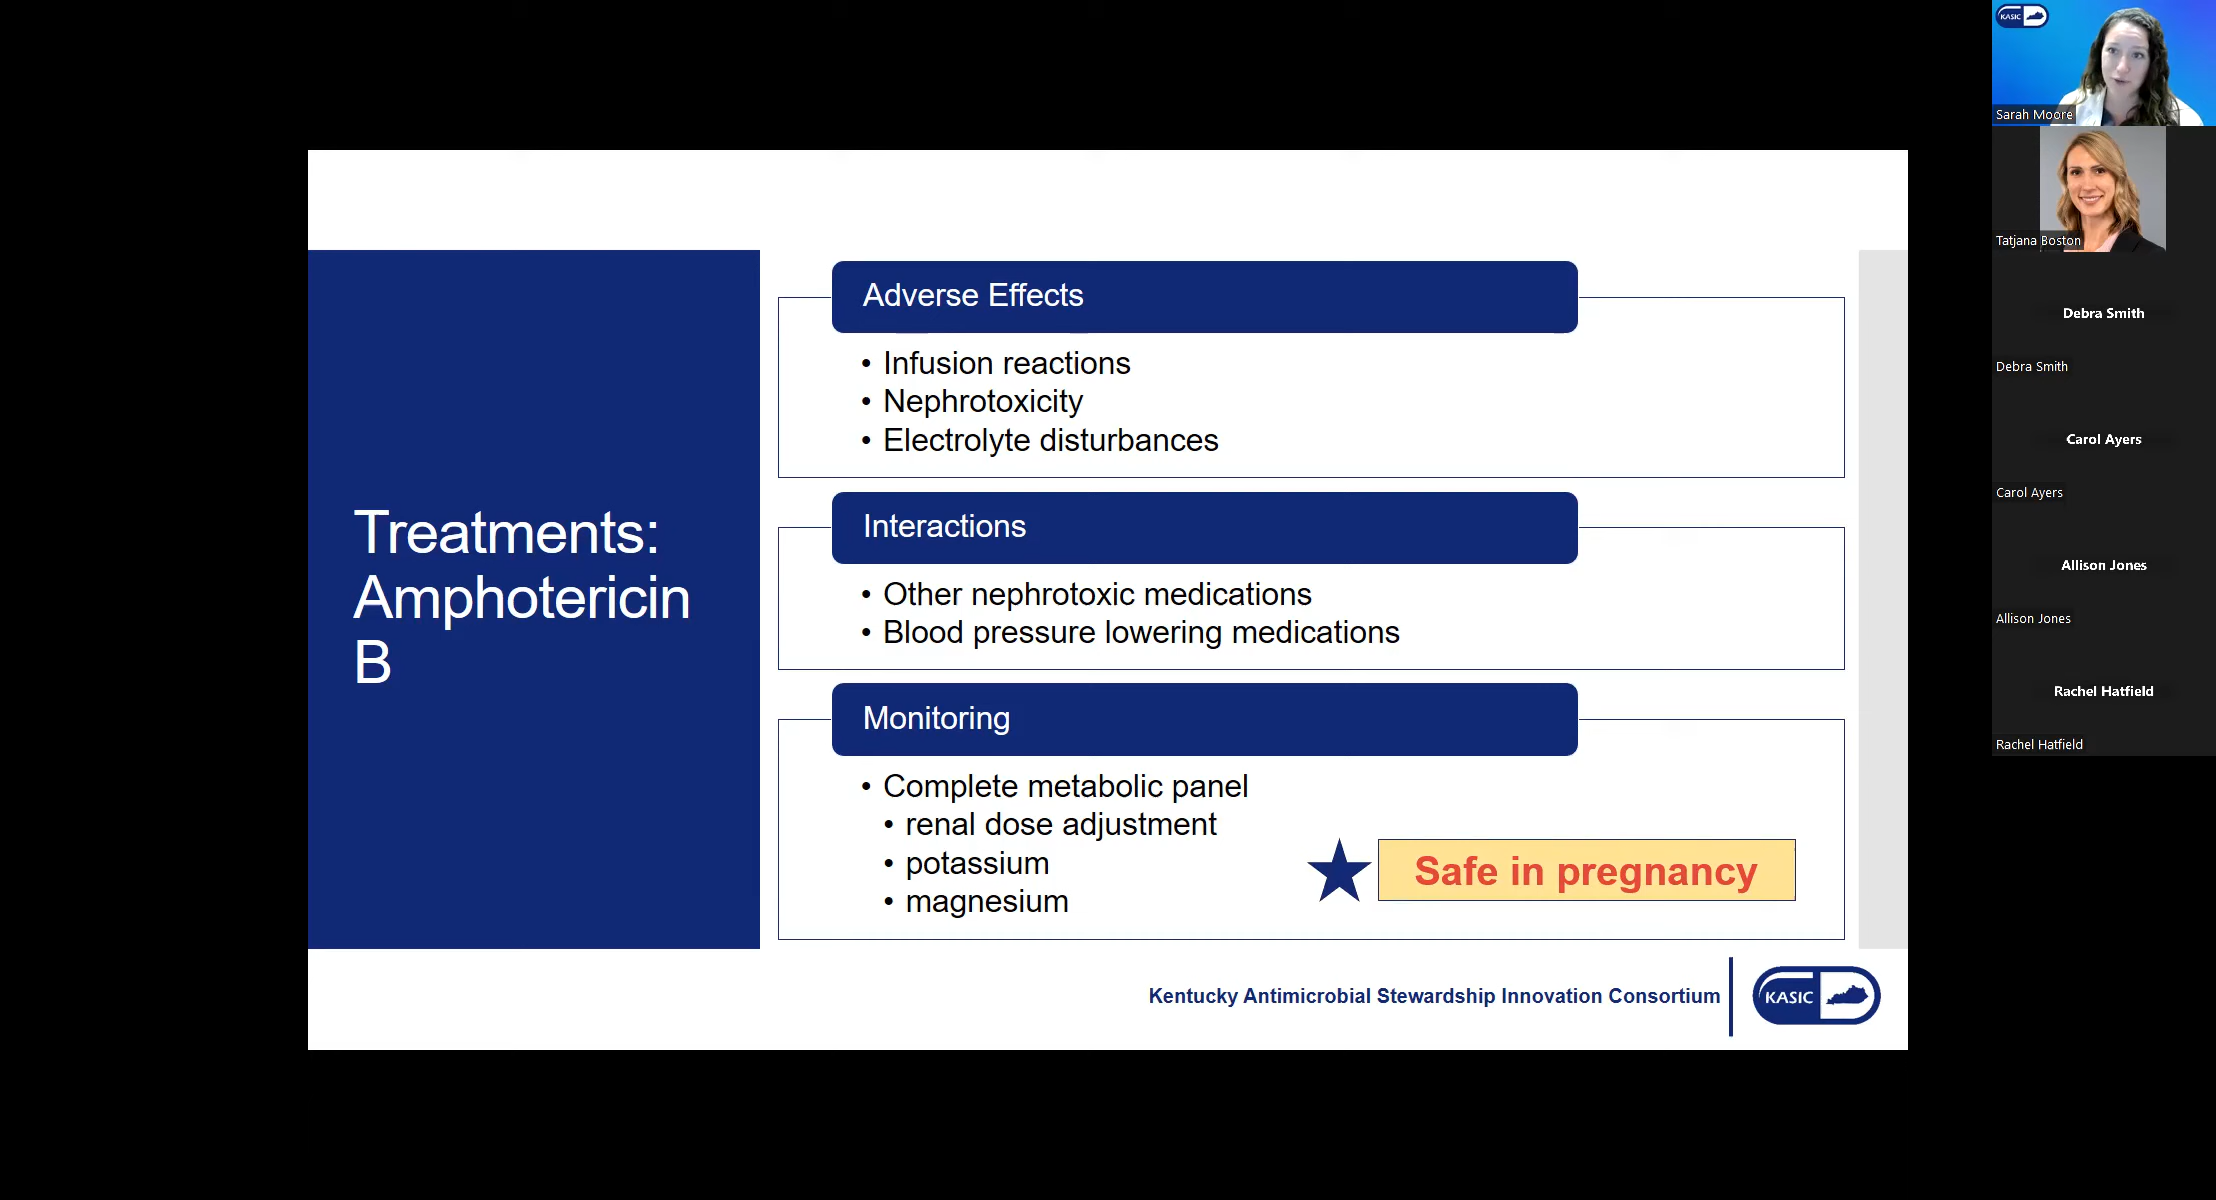 Treatments:
Amphotericin
B
Adverse Effects
• Infusion reactions
• Nephrotoxicity
• Electrolyte disturbances
Interactions
• Other nephrotoxic medications
• Blood pressure lowering medications
Monitoring
• Complete metabolic panel
• renal dose adjustment
• potassium
• magnesium
Safe in pregnancy
Kentucky Antimicrobial Stewardship Innovation Consortium
KASIC
KASIC
Sarah Moore
Tatjana Boston
Debra Smith
Debra Smith
Carol Ayers
Carol Ayers
Allison Jones
Allison Jones
Rachel Hatfield
Rachel Hatfield